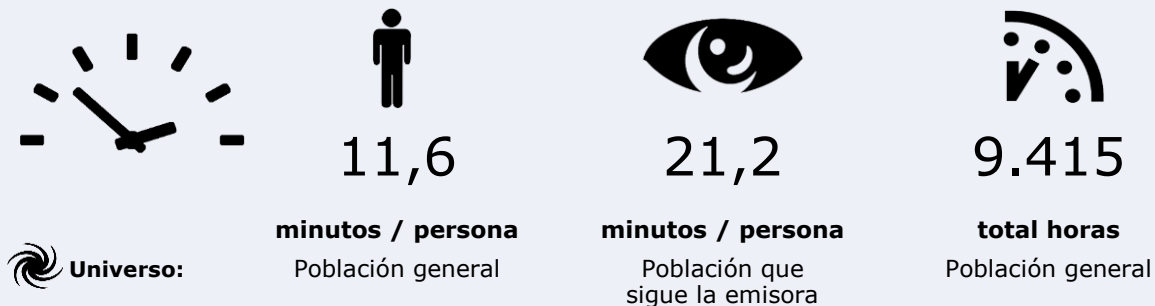 11,6
21,2
9.415
minutos / persona
minutos / persona
total horas
Universo:
Población general
Población que
sigue la emisora
Población general